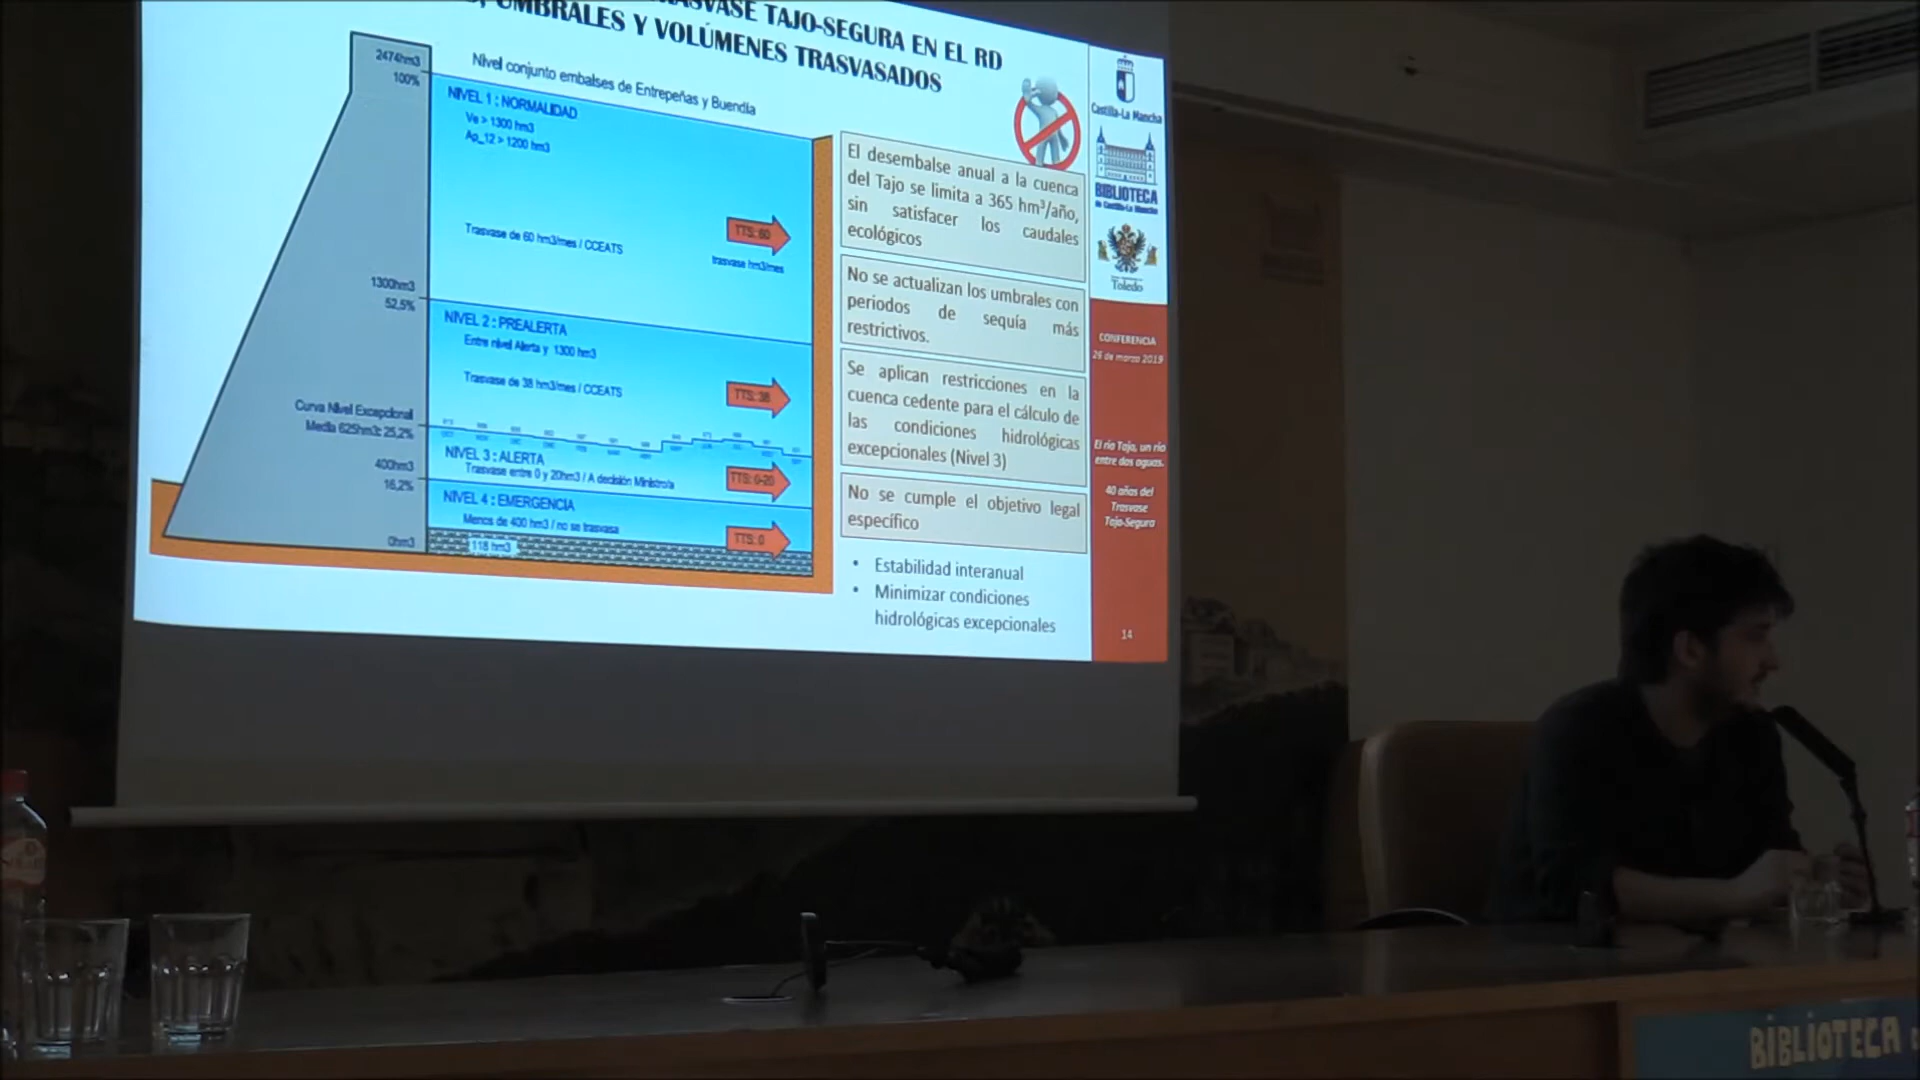 TRASVASE TAJO-SEGURA EN EL RD
UMBRALES Y VOLÚMENES TRASVASADOS
Nivel conjunto embalses de Entrepeñas y Buendía
2474hm3
100%
NIVEL 1 : NORMALIDAD
Ve > 1300 hm3
Ap_12 > 1200 hm3
Trasvase de 60 hm3/mes / CCEATS
TTS: 60
trasvase hm3/mes
1300hm3
52,5%
NIVEL 2 : PREALERTA
Entre nivel Alerta y 1300 hm3
Trasvase de 38 hm3/mes / CCEATS
TTS: 38
Curva Nivel Excepcional
Media 625hm3: 25,2%
NIVEL 3 : ALERTA
Trasvase entre 0 y 20hm3 / A decisión Ministro/a
TTS: 0-20
400hm3
16,2%
NIVEL 4 : EMERGENCIA
Menos de 400 hm3 / no se trasvasa
TTS: 0
0hm3
118 hm3
El desembalse anual a la cuenca
del Tajo se limita a 365 hm³/año,
sin satisfacer los caudales
ecológicos
No se actualizan los umbrales con
periodos de sequía más
restrictivos.
Se aplican restricciones en la
cuenca cedente para el cálculo de
las condiciones hidrológicas
excepcionales (Nivel 3)
No se cumple el objetivo legal
específico
• Estabilidad interanual
• Minimizar condiciones
hidrológicas excepcionales
Castilla-La Mancha
BIBLIOTECA
de Castilla-La Mancha
Toledo
CONFERENCIA
26 de marzo 2019
El río Tajo, un río
entre dos aguas.
40 años del
Trasvase
Tajo-Segura
14
BIBLIOTECA